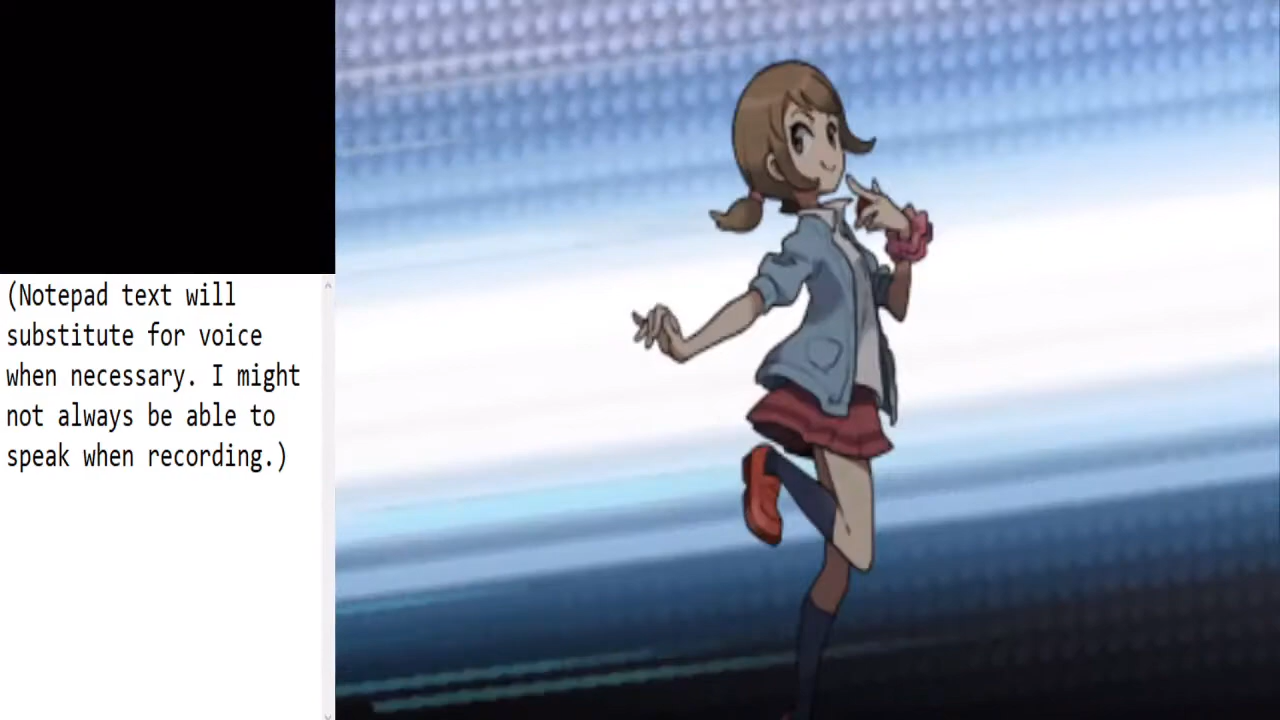 (Notepad text will
substitute for voice
when necessary. I might
not always be able to
speak when recording.)